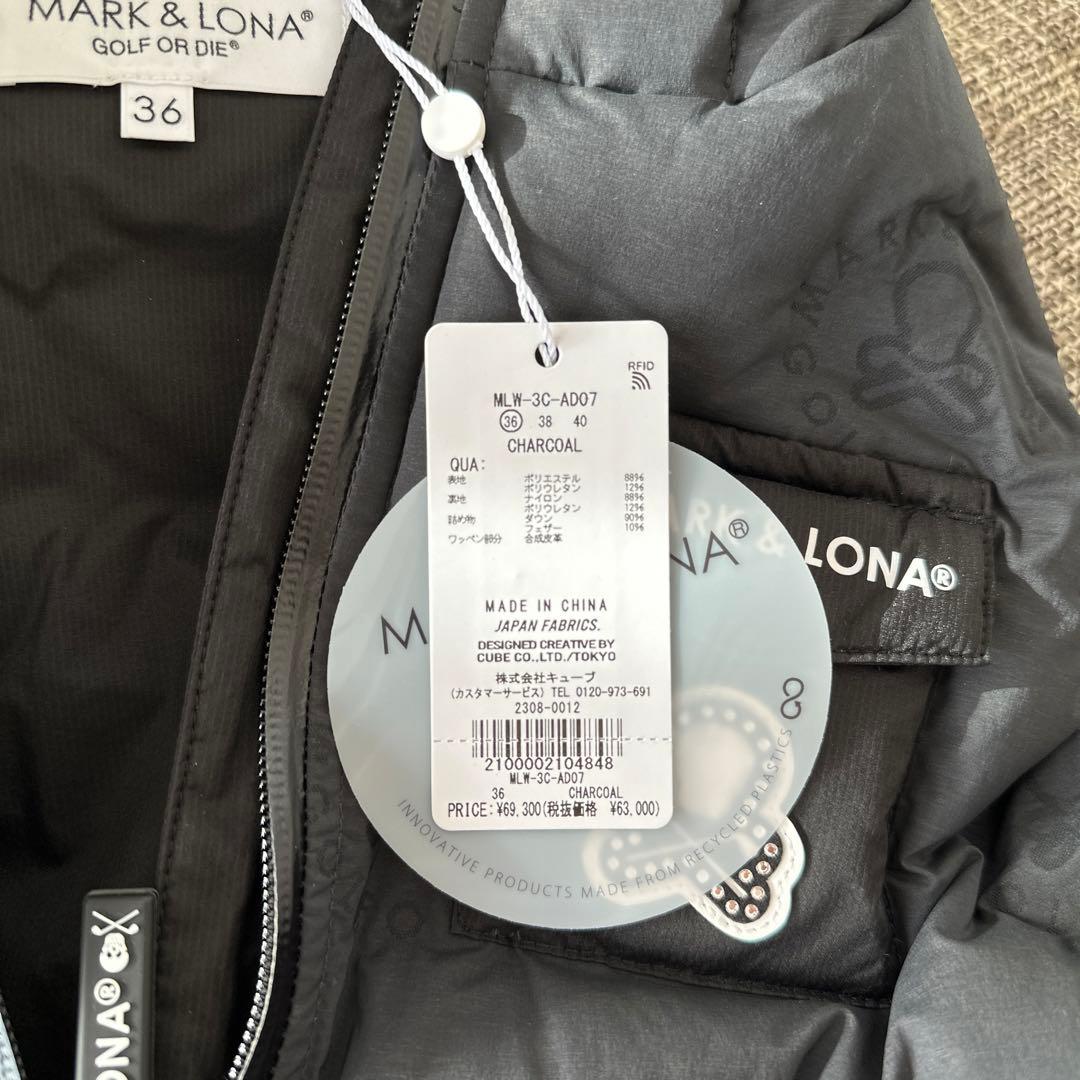 MARK & LONA®
GOLF OR DIE®
36
RFID
MLW-3C-AD07
36 38 40
CHARCOAL
QUA:
表地 ポリエステル 88%
ポリウレタン 12%
裏地 ナイロン 88%
ポリウレタン 12%
詰め物 ダウン 90%
フェザー 10%
ワッペン部分 合成皮革
MADE IN CHINA
JAPAN FABRICS.
DESIGNED CREATIVE BY
CUBE CO.,LTD./TOKYO
株式会社キューブ
(カスタマーサービス) TEL 0120-973-691
2308-0012
2100002104848
MLW-3C-AD07
36 CHARCOAL
PRICE:¥69,300(税抜価格 ¥63,000)
M NA®
INNOVATIVE PRODUCTS MADE FROM RECYCLED PLASTICS
ARK & LONA®
ONA®
MARK